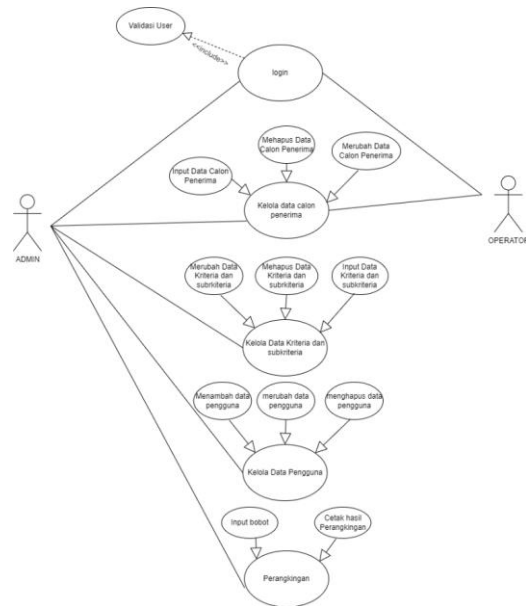 Validasi User
<<include>>
login
Mehapus Data
Calon Penerima
Merubah Data
Calon Penerima
Input Data Calon
Penerima
Kelola data calon
penerima
ADMIN
OPERATOR
Merubah Data
Kriteria dan
subrkriteria
Mehapus Data
Kriteria dan
subrkriteria
Input Data
Kriteria dan
subkriteria
Kelola Data Kriteria dan
subkriteria
Menambah data
pengguna
merubah data
pengguna
menghapus data
pengguna
Kelola Data Pengguna
Input bobot
Cetak hasil
Perangkingan
Perangkingan